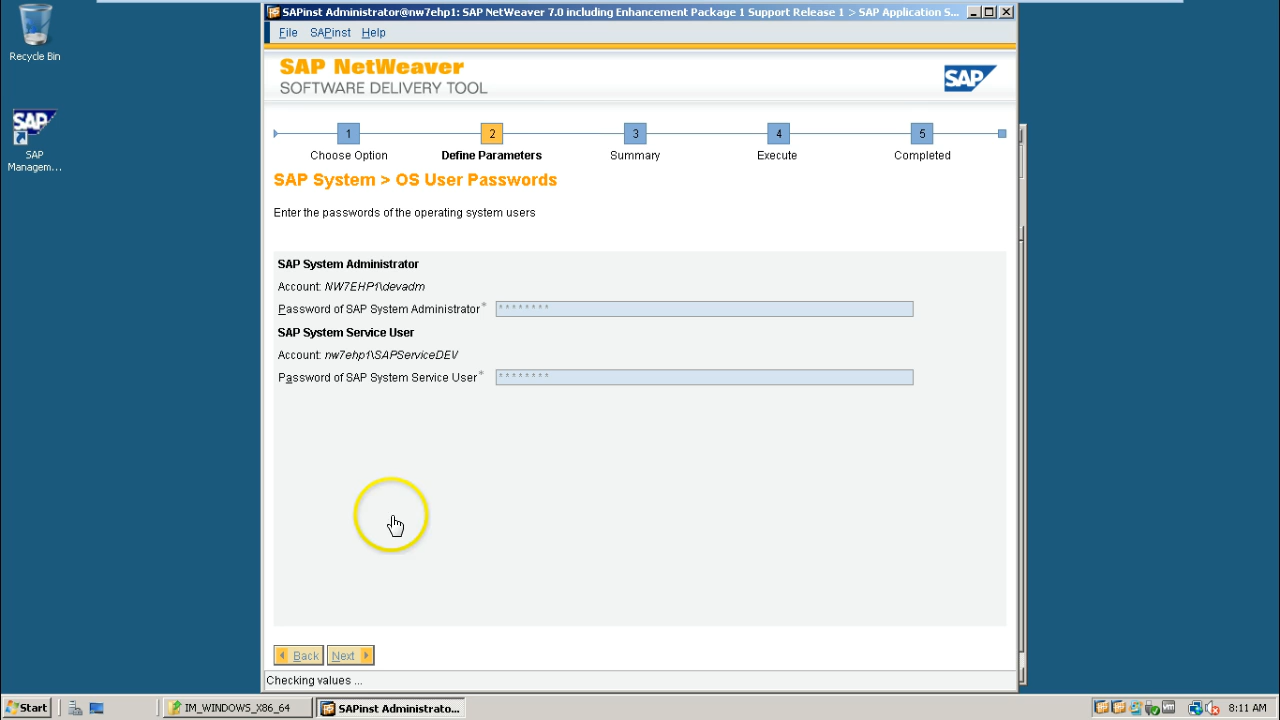 SAPinst Administrator@nw7ehp1: SAP NetWeaver 7.0 including Enhancement Package 1 Support Release 1 > SAP Application S...
Recycle Bin
File SAPinst Help
SAP NetWeaver
SOFTWARE DELIVERY TOOL
SAP
SAP
SAP
Managem...
1 2 3 4 5
Choose Option Define Parameters Summary Execute Completed
SAP System > OS User Passwords
Enter the passwords of the operating system users
SAP System Administrator
Account: NW7EHP1\devadm
Password of SAP System Administrator* ********
SAP System Service User
Account: nw7ehp1\SAPServiceDEV
Password of SAP System Service User* ********
Back Next
Checking values ...
Start IM_WINDOWS_X86_64 SAPinst Administrato... 8:11 AM